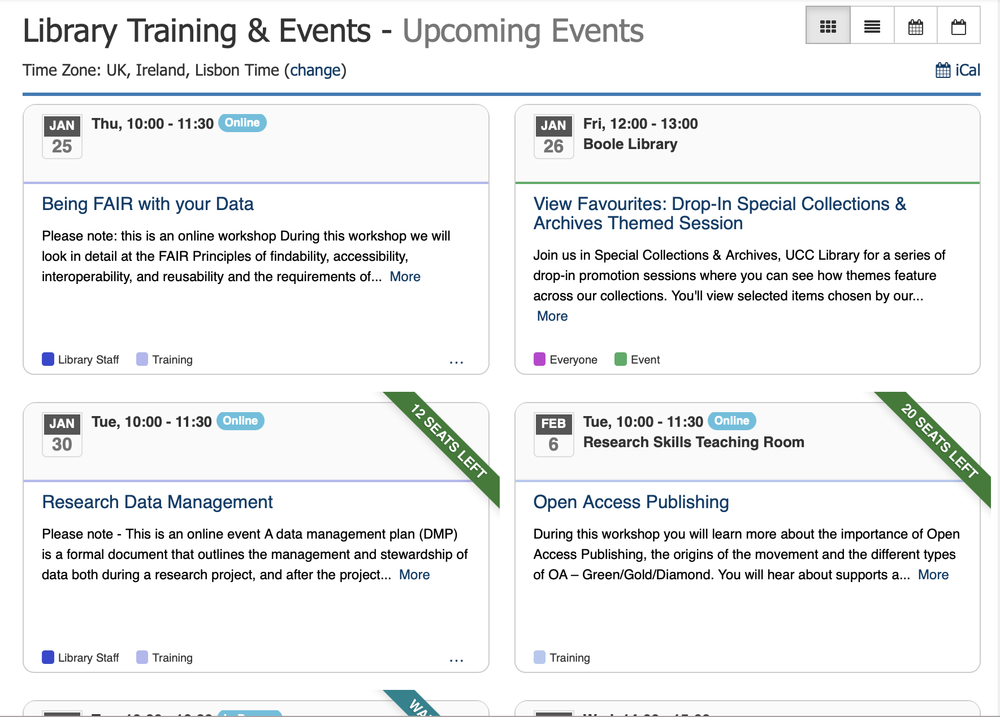 Library Training & Events - Upcoming Events
Time Zone: UK, Ireland, Lisbon Time (change)
iCal
JAN
25
Thu, 10:00 - 11:30 Online
Being FAIR with your Data
Please note: this is an online workshop During this workshop we will
look in detail at the FAIR Principles of findability, accessibility,
interoperability, and reusability and the requirements of... More
Library Staff Training ...
JAN
26
Fri, 12:00 - 13:00
Boole Library
View Favourites: Drop-In Special Collections &
Archives Themed Session
Join us in Special Collections & Archives, UCC Library for a series of
drop-in promotion sessions where you can see how themes feature
across our collections. You'll view selected items chosen by our...
More
Everyone Event
JAN
30
Tue, 10:00 - 11:30 Online
12 SEATS LEFT
Research Data Management
Please note - This is an online event A data management plan (DMP)
is a formal document that outlines the management and stewardship of
data both during a research project, and after the project... More
Library Staff Training ...
FEB
6
Tue, 10:00 - 11:30 Online
Research Skills Teaching Room
20 SEATS LEFT
Open Access Publishing
During this workshop you will learn more about the importance of Open
Access Publishing, the origins of the movement and the different types
of OA – Green/Gold/Diamond. You will hear about supports a... More
Training